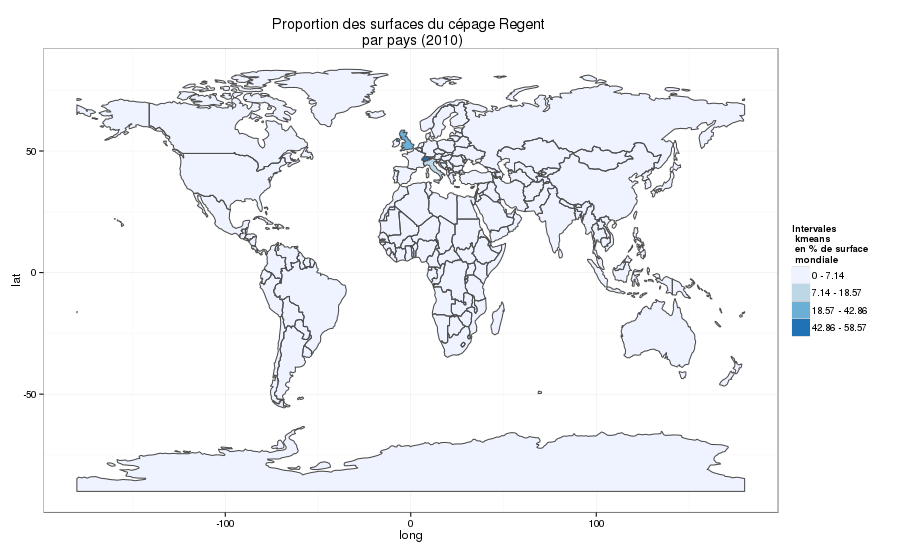 Proportion des surfaces du cépage Regent
par pays (2010)
50
0
-50
lat
-100
0
100
long
Intervales
kmeans
en % de surface
mondiale
0 - 7.14
7.14 - 18.57
18.57 - 42.86
42.86 - 58.57